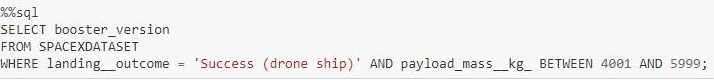 %%sql
SELECT booster_version
FROM SPACEXDATASET
WHERE landing__outcome = 'Success (drone ship)' AND payload_mass__kg_ BETWEEN 4001 AND 5999;